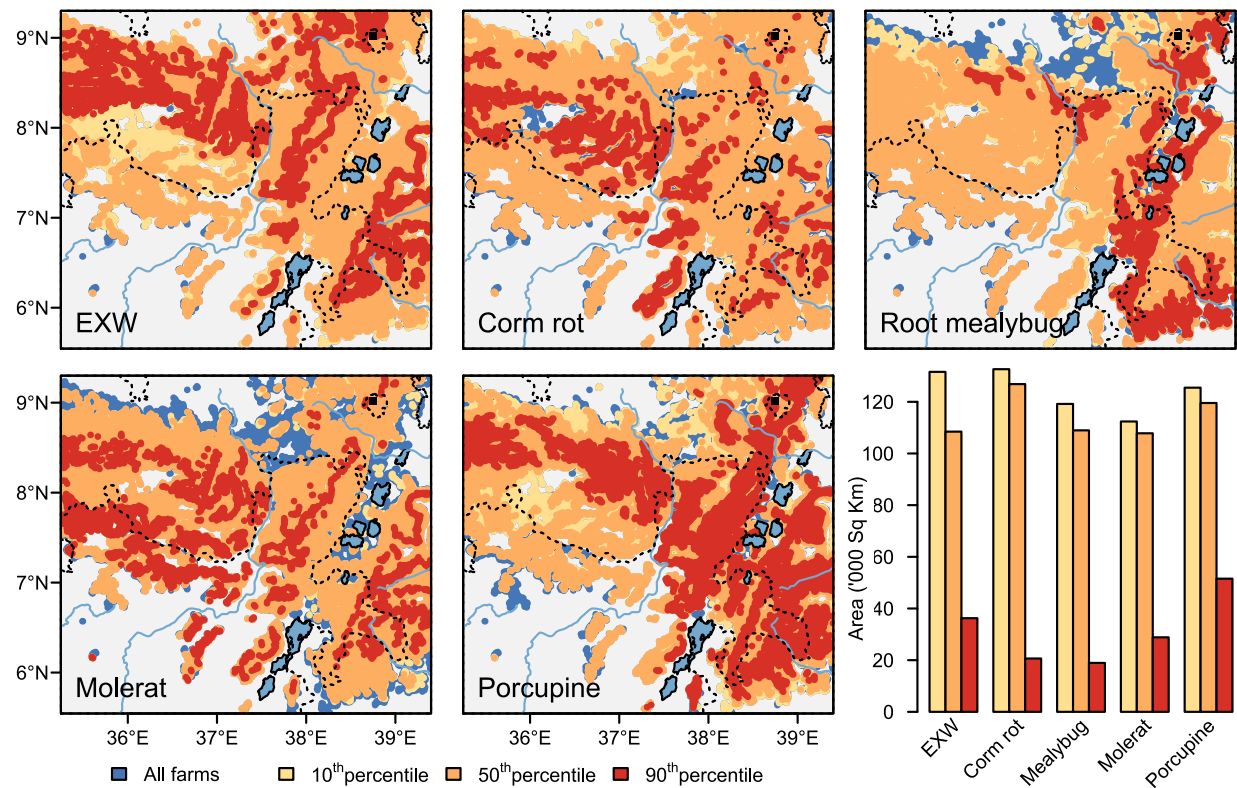 9°N
8°N
7°N
6°N
EXW
Corm rot
Root mealybug
9°N
8°N
7°N
6°N
Molerat
Porcupine
36°E 37°E 38°E 39°E
36°E 37°E 38°E 39°E
Area ('000 Sq Km)
120
100
80
60
40
20
0
EXW
Corm rot
Mealybug
Molerat
Porcupine
All farms 10th percentile 50th percentile 90th percentile